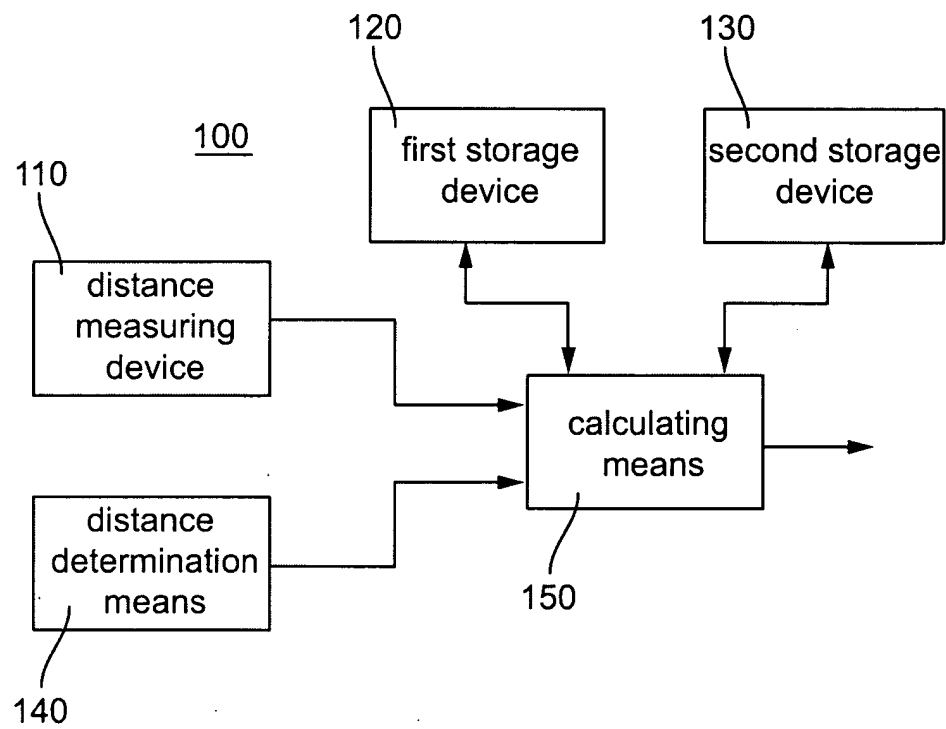 120
130
100
first storage
device
second storage
device
110
distance
measuring
device
calculating
means
distance
determination
means
150
140